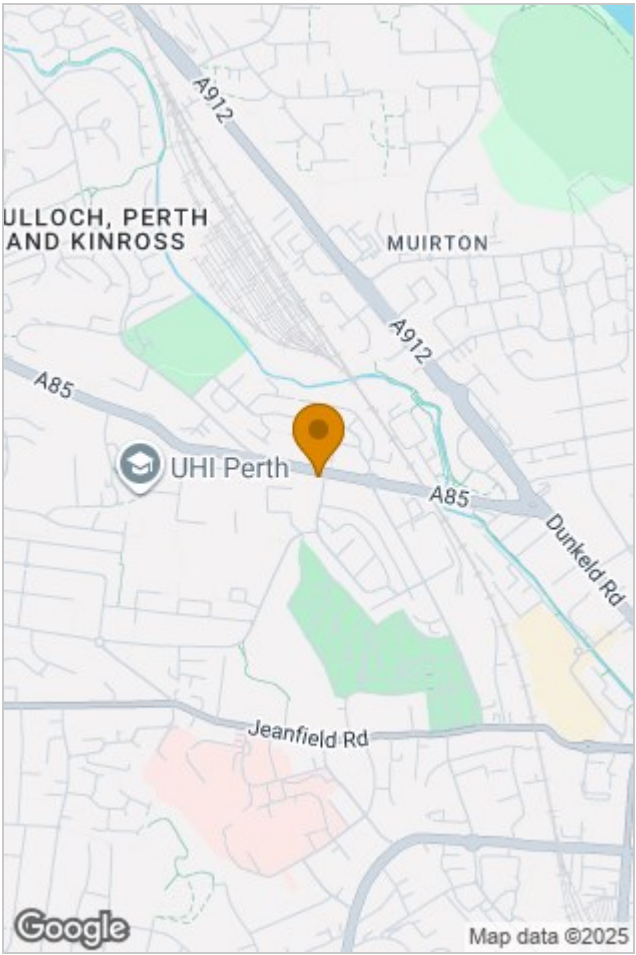 A912
ULLOCH, PERTH
AND KINROSS
MUIRTON
A912
A85
UHI Perth
A85
Dunkeld Rd
Jeanfield Rd
Google
Map data ©2025